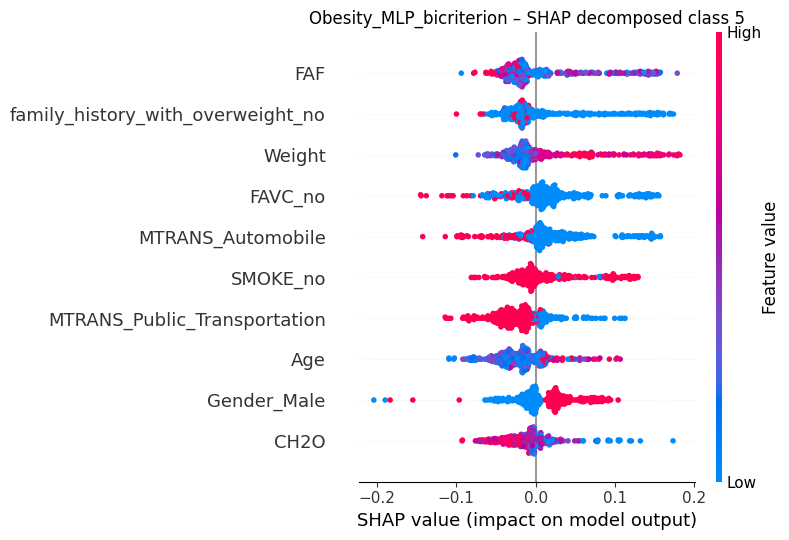 Obesity_MLP_bicriterion – SHAP decomposed class 5
High
FAF
family_history_with_overweight_no
Weight
FAVC_no
MTRANS_Automobile
SMOKE_no
MTRANS_Public_Transportation
Age
Gender_Male
CH2O
Feature value
Low
−0.2 −0.1 0.0 0.1 0.2
SHAP value (impact on model output)